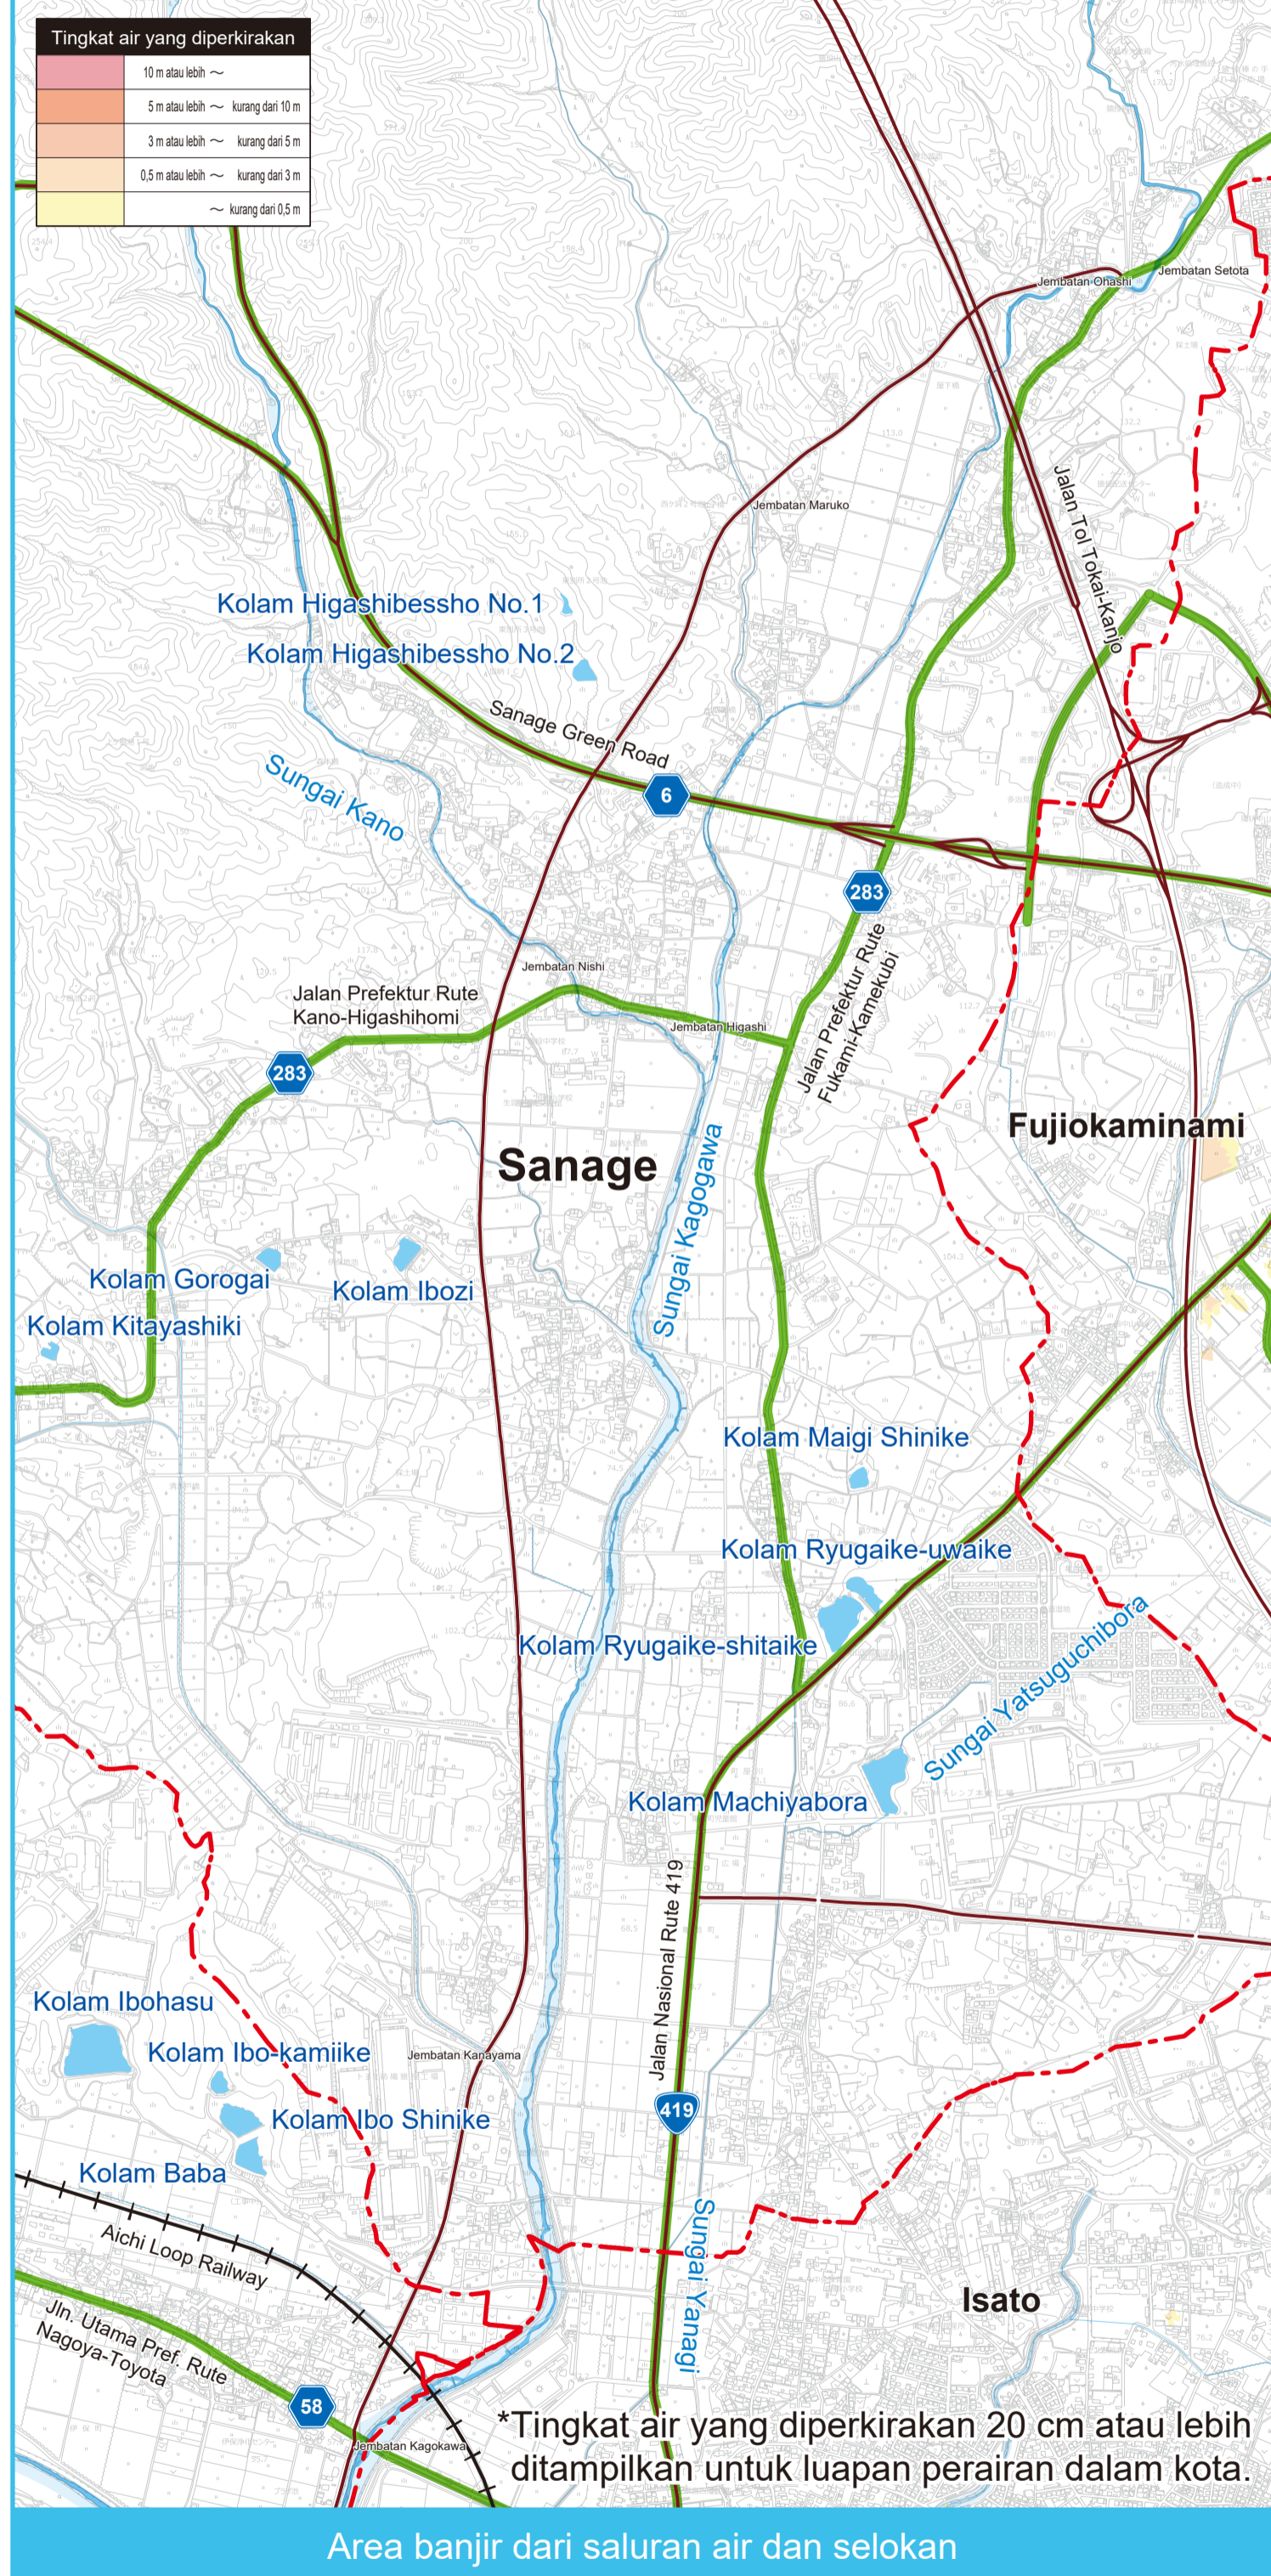 Tingkat air yang diperkirakan
10 m atau lebih ～
5 m atau lebih ～ kurang dari 10 m
3 m atau lebih ～ kurang dari 5 m
0,5 m atau lebih ～ kurang dari 3 m
～ kurang dari 0,5 m
Jembatan Setota
Jembatan Ohashi
Jembatan Maruko
Jalan Tol Tokai-Kanjo
Kolam Higashibessho No.1
Kolam Higashibessho No.2
Sanage Green Road
Sungai Kano
6
283
Jembatan Nishi
Jalan Prefektur Rute
Kano-Higashihomi
Jembatan Higashi
Jalan Prefektur Rute
Fukami-Kamekubi
283
Fujiokaminami
Sanage
Sungai Kagogawa
Kolam Gorogai
Kolam Ibozi
Kolam Kitayashiki
Kolam Maigi Shinike
Kolam Ryugaike-uwaike
Kolam Ryugaike-shitaike
Sungai Yatsuguchibora
Kolam Machiyabora
Jalan Nasional Rute 419
Kolam Ibohasu
Kolam Ibo-kamiike
Jembatan Kanayama
419
Kolam Ibo Shinike
Kolam Baba
Aichi Loop Railway
Sungai Yanagi
Isato
Jln. Utama Pref. Rute
Nagoya-Toyota
58
Jembatan Kagokawa
*Tingkat air yang diperkirakan 20 cm atau lebih
ditampilkan untuk luapan perairan dalam kota.
Area banjir dari saluran air dan selokan